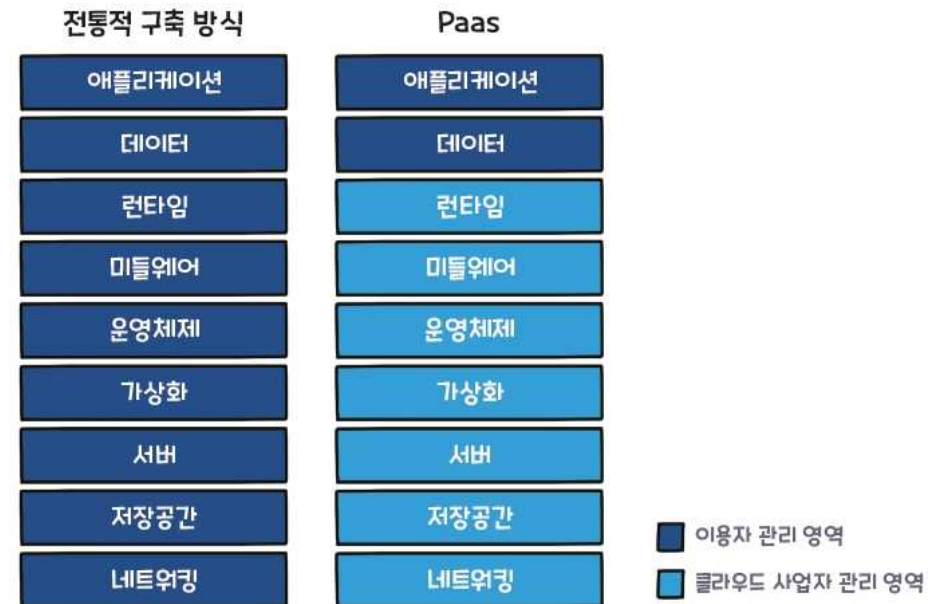 전통적 구축 방식
애플리케이션
데이터
런타임
미들웨어
운영체제
가상화
서버
저장공간
네트워킹
Paas
애플리케이션
데이터
런타임
미들웨어
운영체제
가상화
서버
저장공간
네트워킹
이용자 관리 영역
클라우드 사업자 관리 영역